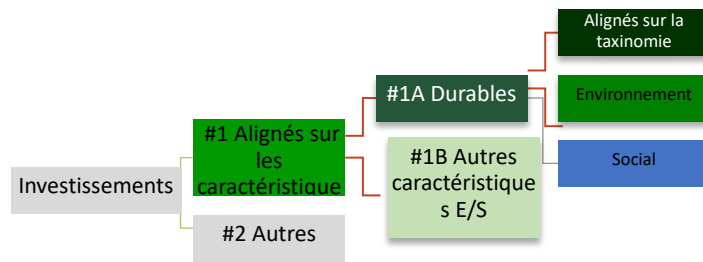 Investissements
#1 Alignés sur
les
caractéristique
#2 Autres
#1A Durables
#1B Autres
caractéristique
s E/S
Alignés sur la
taxinomie
Environnement
Social